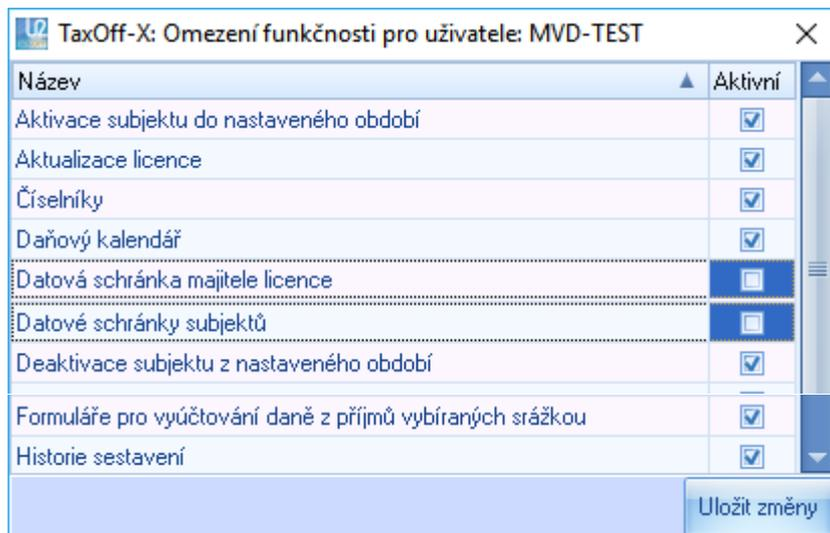 TaxOff-X: Omezení funkčnosti pro uživatele: MVD-TEST
Název Aktivní
Aktivace subjektu do nastaveného období
Aktualizace licence
Číselníky
Daňový kalendář
Datová schránka majitele licence
Datové schránky subjektů
Deaktivace subjektu z nastaveného období
Formuláře pro vyúčtování daně z příjmů vybíraných srážkou
Historie sestavení
Uložit změny